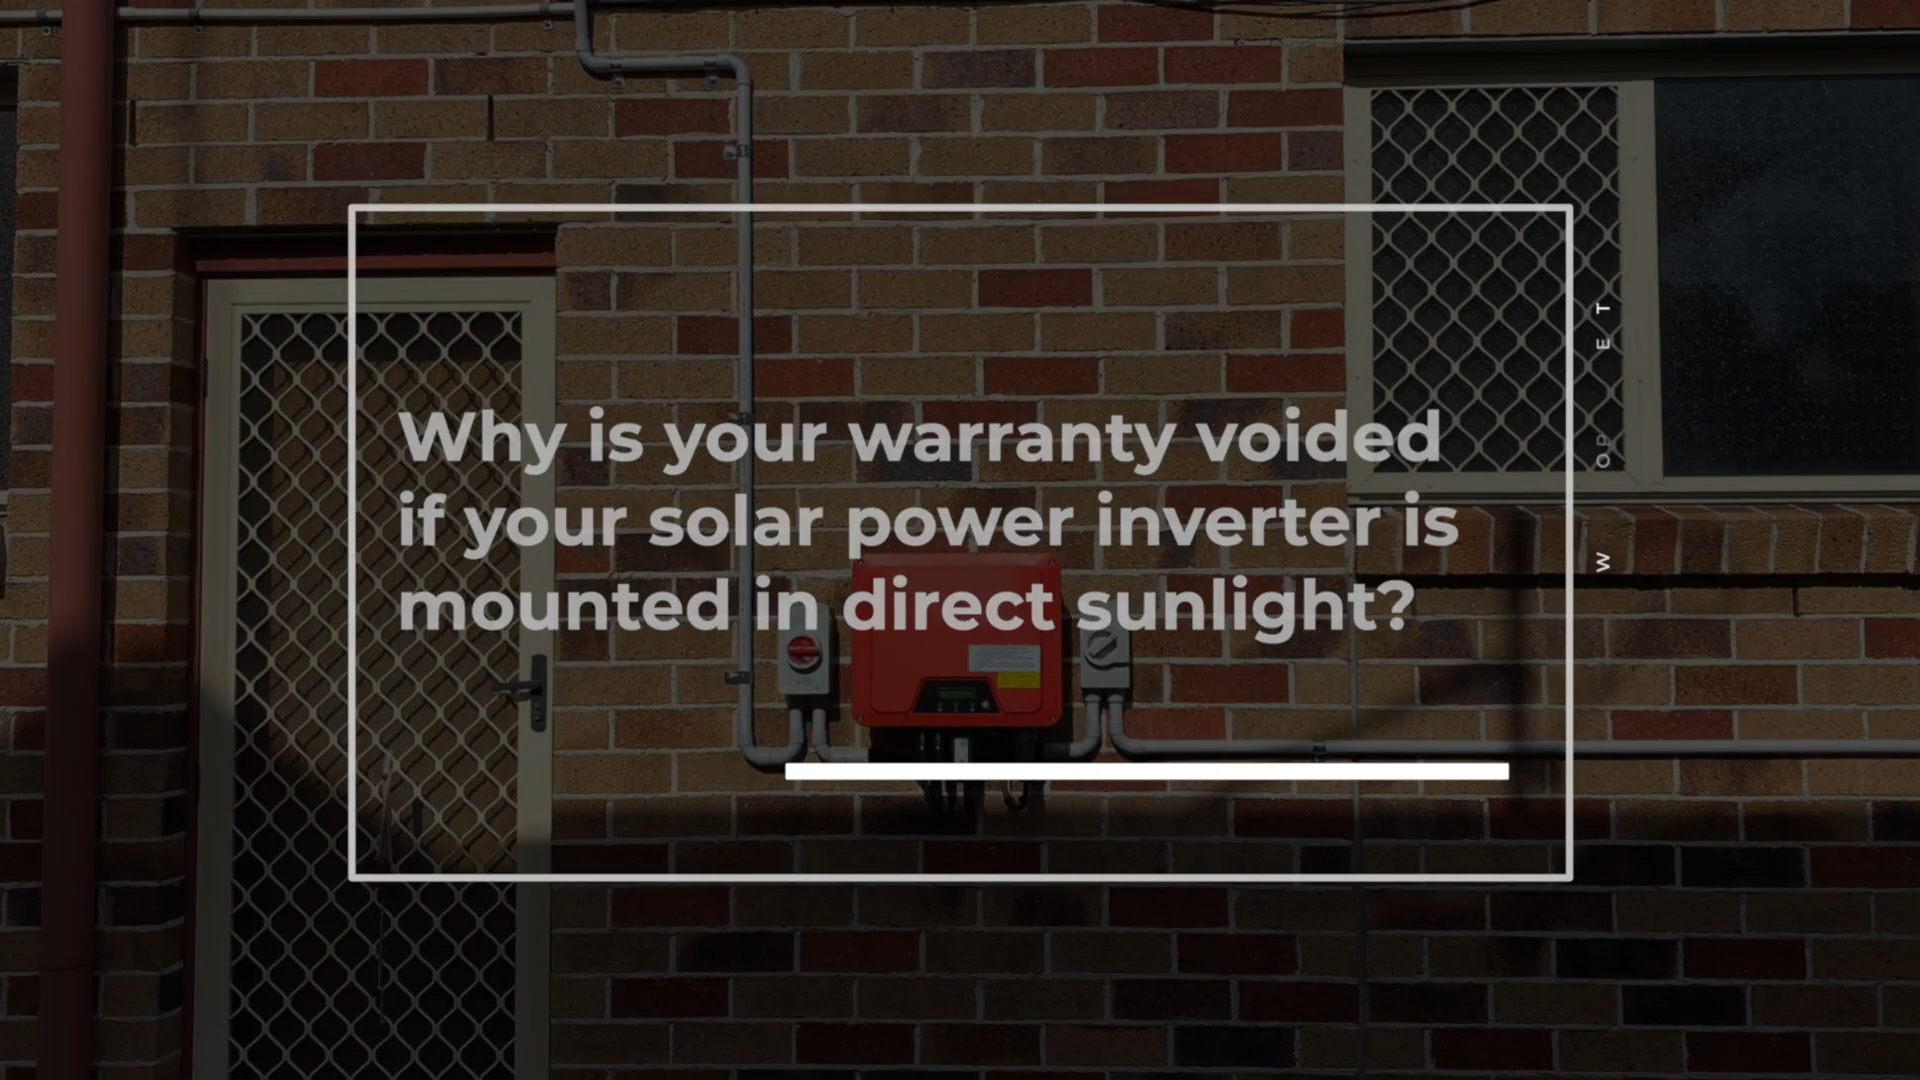 Why is your warranty voided
if your solar power inverter is
mounted in direct sunlight?